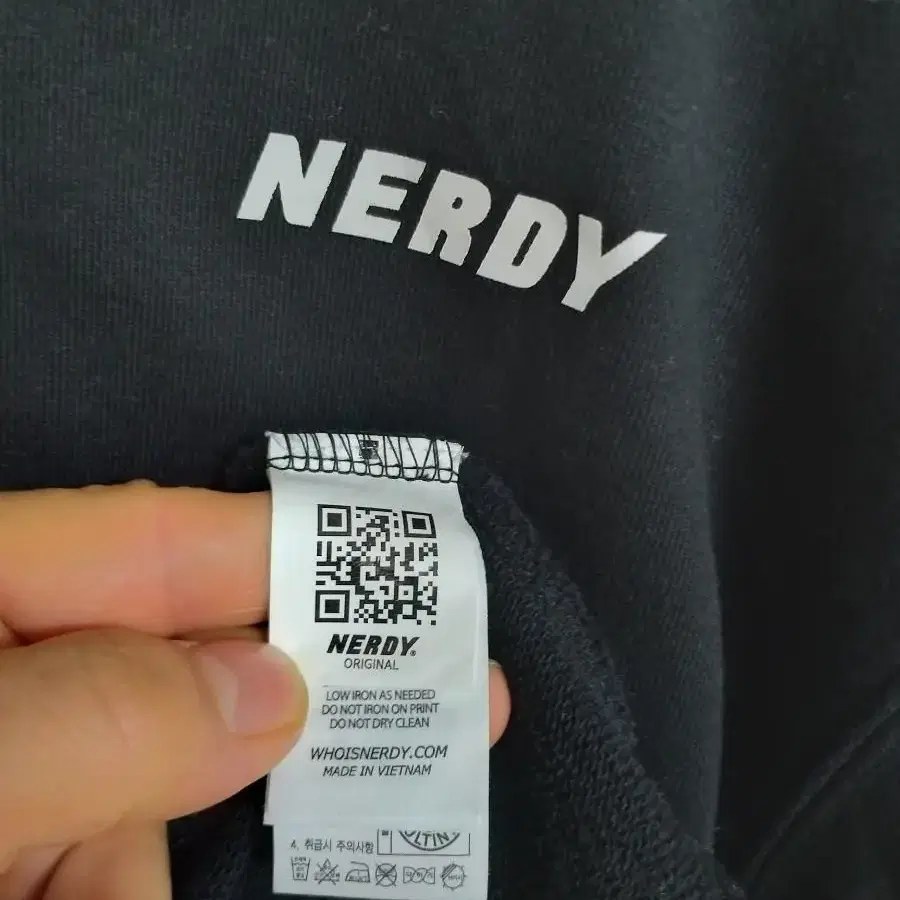 NERDY
NERDY®
ORIGINAL
LOW IRON AS NEEDED
DO NOT IRON ON PRINT
DO NOT DRY CLEAN
WHOISNERDY.COM
MADE IN VIETNAM
4. 취급시 주의사항